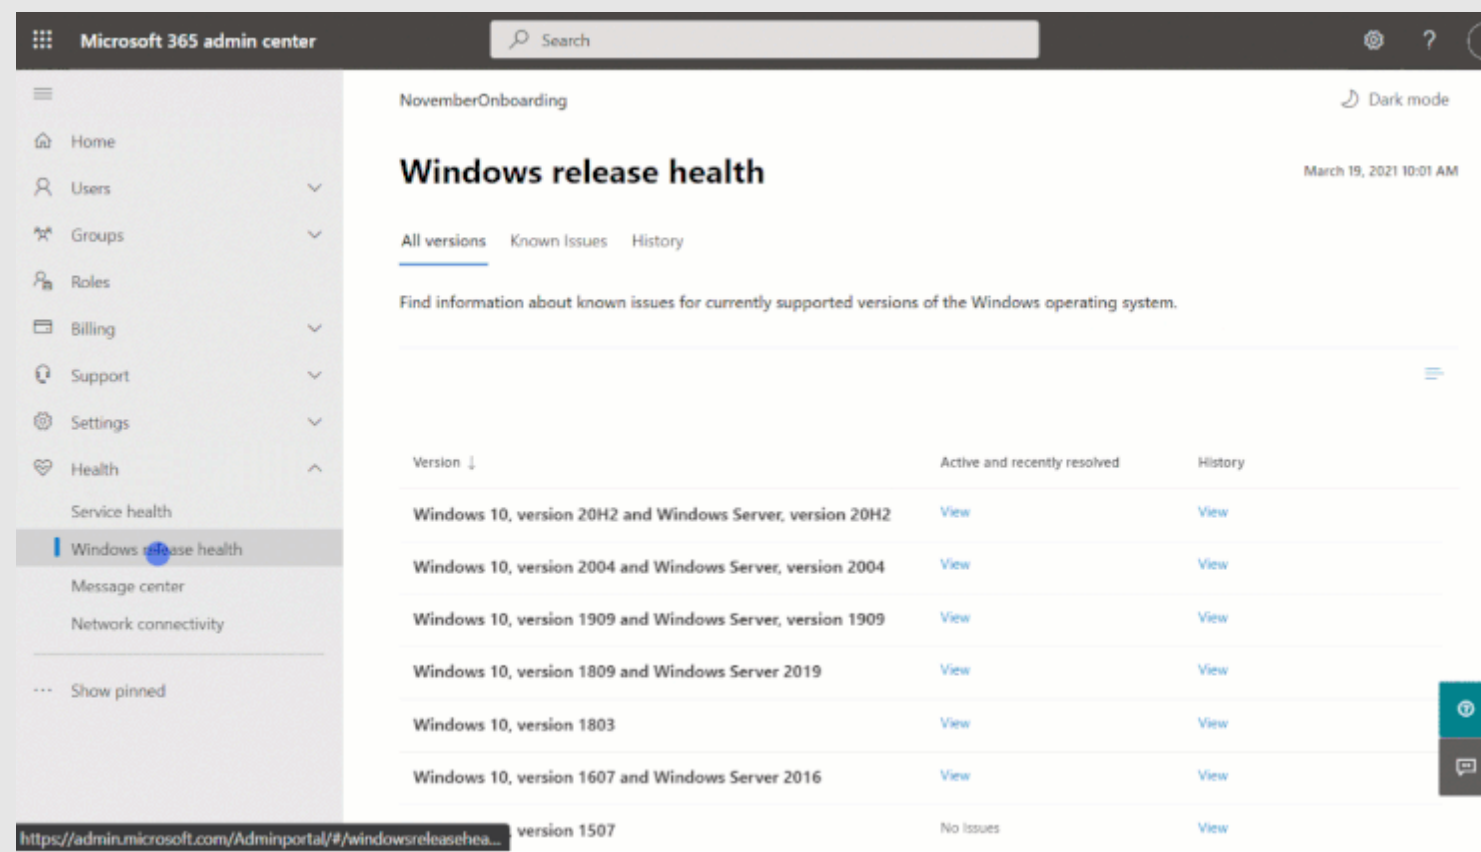 Microsoft 365 admin center
Search
?
NovemberOnboarding
Dark mode
Home
Users
Groups
Roles
Billing
Support
Settings
Health
Service health
Windows release health
Message center
Network connectivity
Show pinned
Windows release health
March 19, 2021 10:01 AM
All versions Known Issues History
Find information about known issues for currently supported versions of the Windows operating system.
Version ↓ Active and recently resolved History
Windows 10, version 20H2 and Windows Server, version 20H2 View View
Windows 10, version 2004 and Windows Server, version 2004 View View
Windows 10, version 1909 and Windows Server, version 1909 View View
Windows 10, version 1809 and Windows Server 2019 View View
Windows 10, version 1803 View View
Windows 10, version 1607 and Windows Server 2016 View View
, version 1507 No Issues View
https://admin.microsoft.com/Adminportal/#/windowsreleasehea...